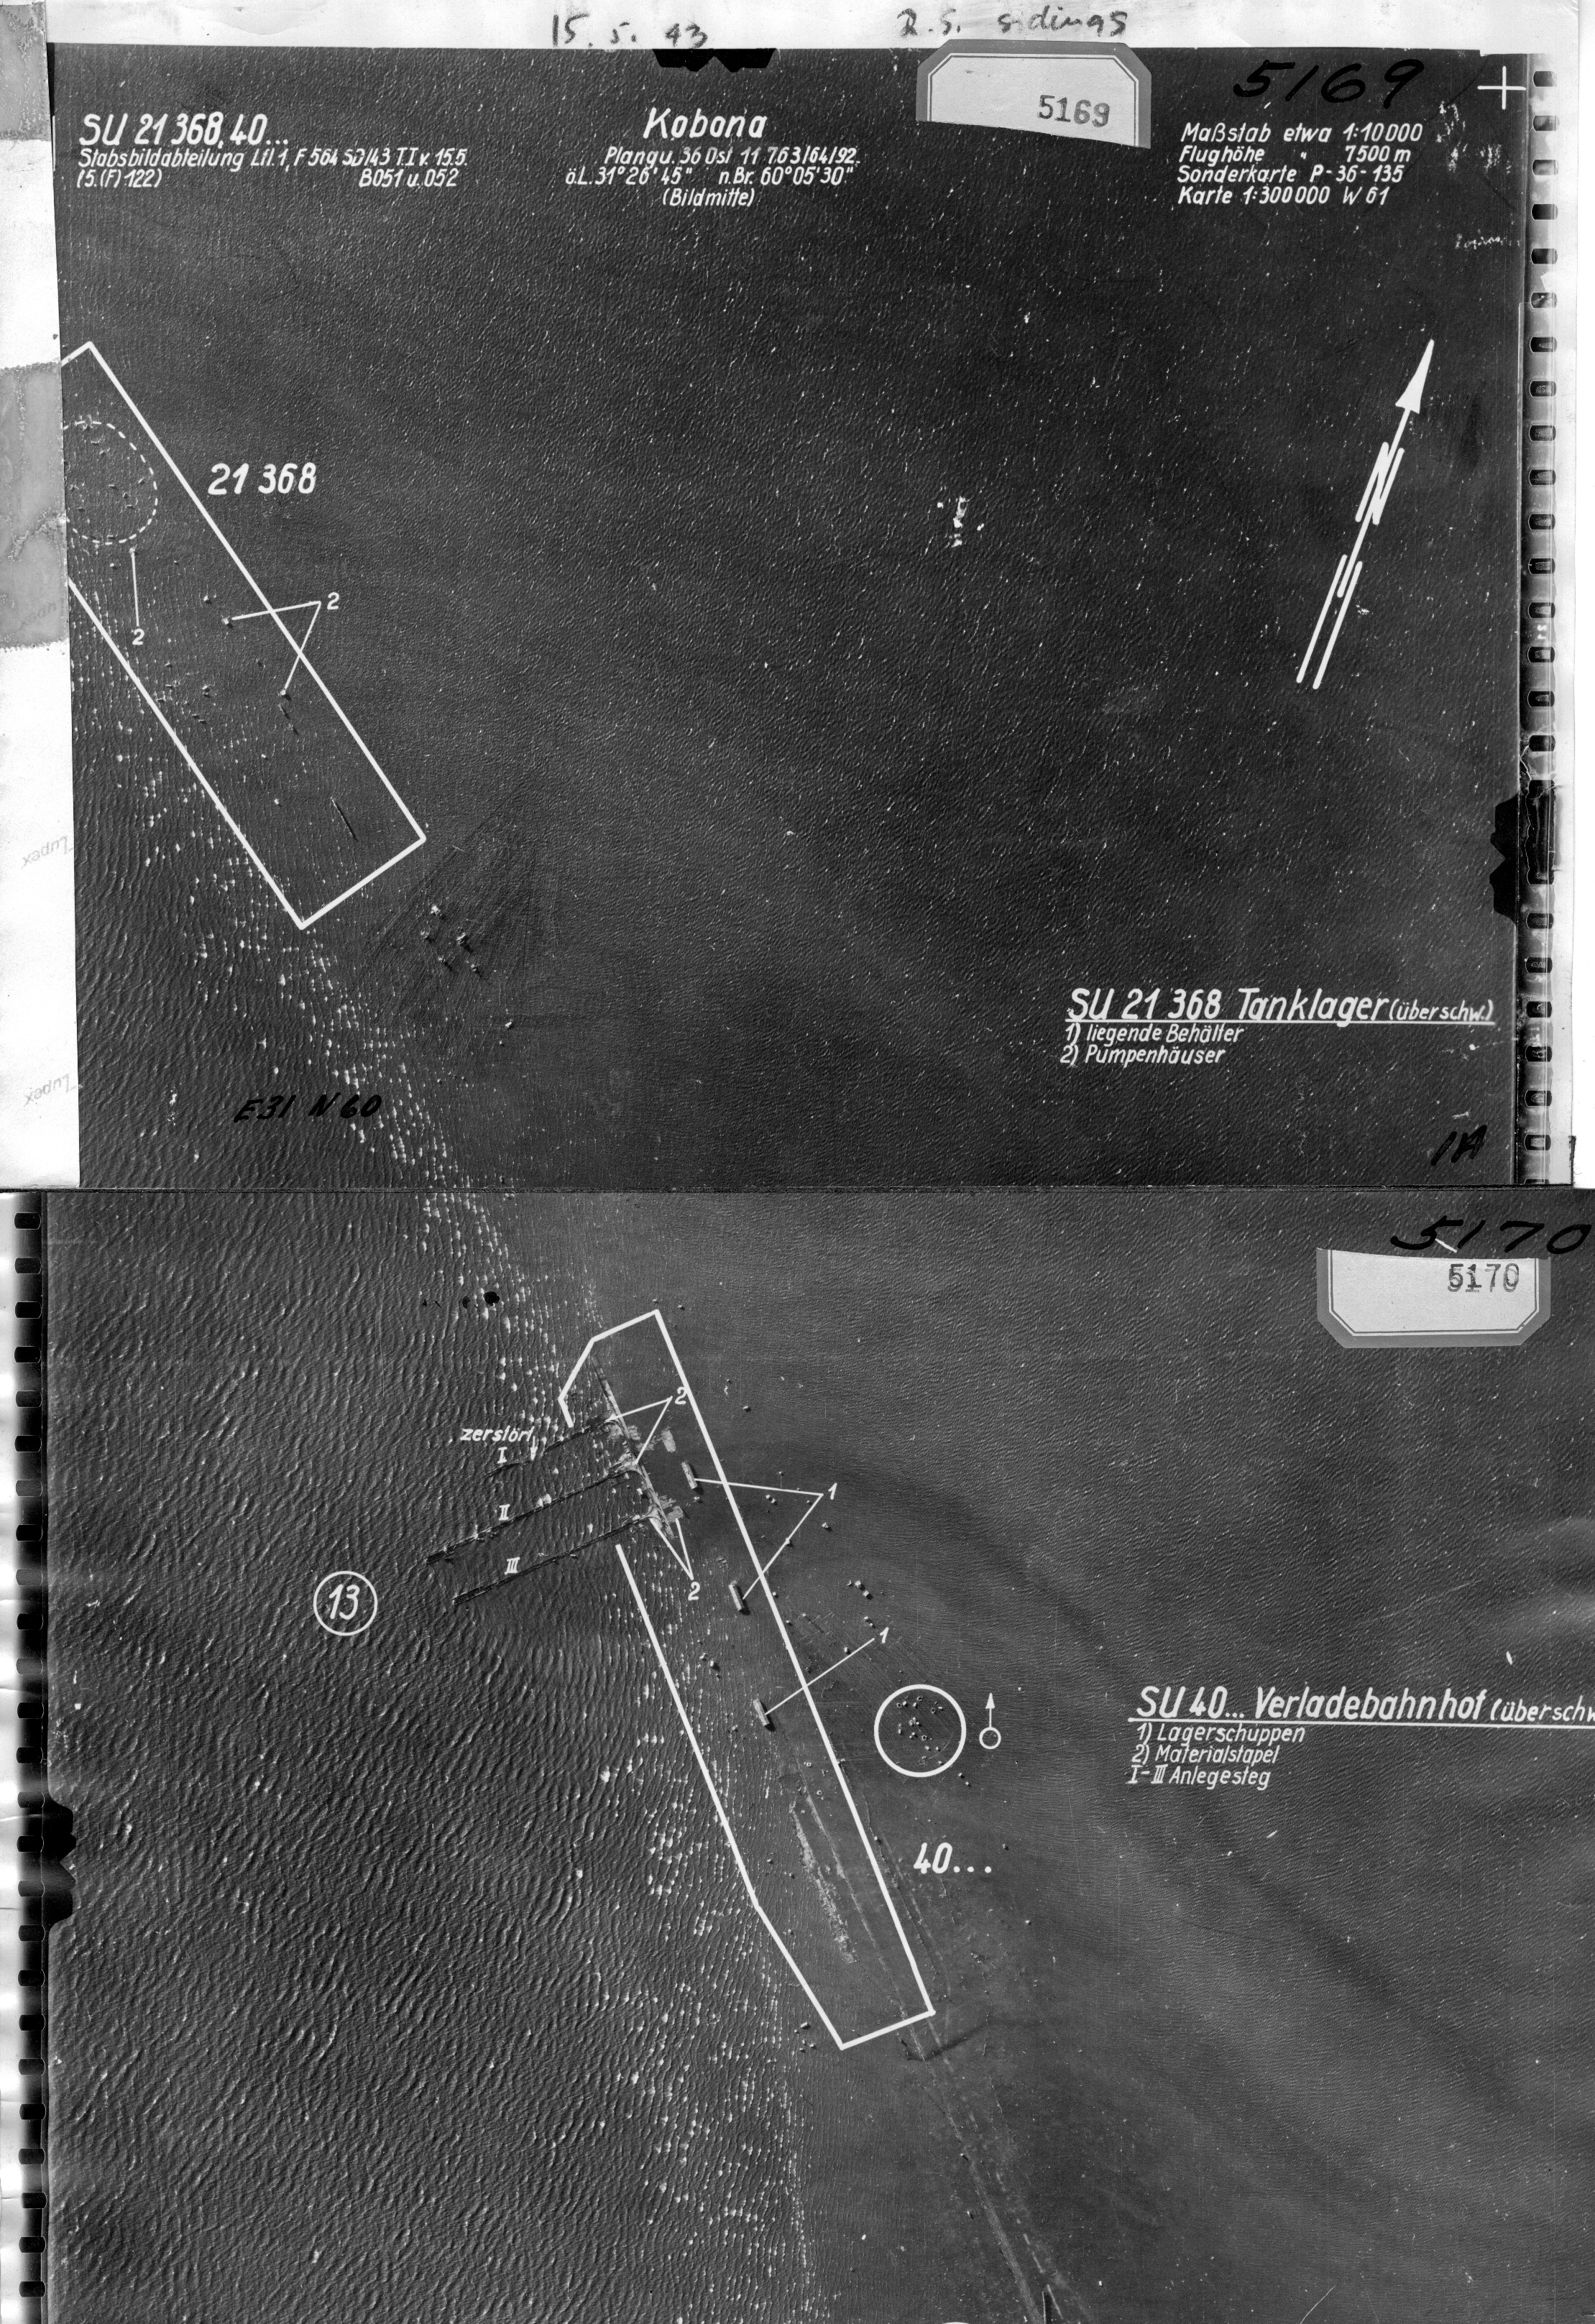 15.5.43
R.S. sidings
5169
5169
SU 21 368, 40...
Stabsbildabteilung Lfl. 1, F 564 SD/43 T.I v. 15.5.
(5.(F) 122)
B051 u. 052
Kobona
Planqu. 36 Ost 11 763/64/92.
ö.L. 31°26'45" n.Br. 60°05'30"
(Bildmitte)
Maßstab etwa 1:10000
Flughöhe " 7500 m
Sonderkarte P-36-135
Karte 1:300000 W 61
21 368
2
2
N
SU 21 368 Tanklager (überschw.)
1) liegende Behälter
2) Pumpenhäuser
Lupex
Lupex
E31 N60
1A
5170
5170
2
zerstört
I
II
III
1
2
13
1
SU 40... Verladebahnhof (überschw
1) Lagerschuppen
2) Materialstapel
I-III Anlegesteg
40...